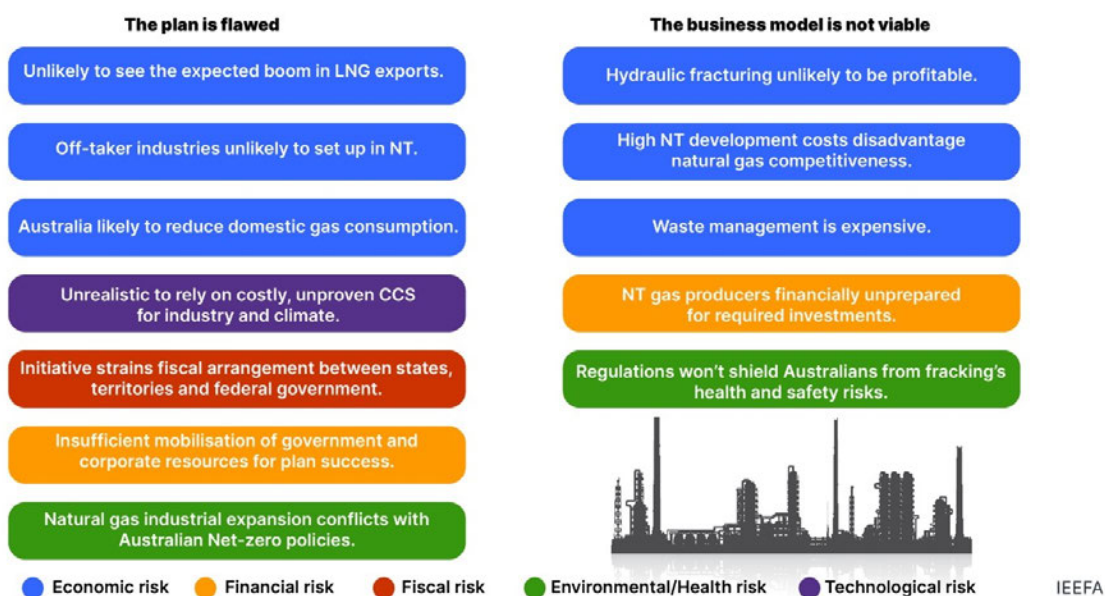 The plan is flawed
Unlikely to see the expected boom in LNG exports.
Off-taker industries unlikely to set up in NT.
Australia likely to reduce domestic gas consumption.
Unrealistic to rely on costly, unproven CCS
for industry and climate.
Initiative strains fiscal arrangement between states,
territories and federal government.
Insufficient mobilisation of government and
corporate resources for plan success.
Natural gas industrial expansion conflicts with
Australian Net-zero policies.
The business model is not viable
Hydraulic fracturing unlikely to be profitable.
High NT development costs disadvantage
natural gas competitiveness.
Waste management is expensive.
NT gas producers financially unprepared
for required investments.
Regulations won't shield Australians from fracking's
health and safety risks.
Economic risk
Financial risk
Fiscal risk
Environmental/Health risk
Technological risk
IEEFA